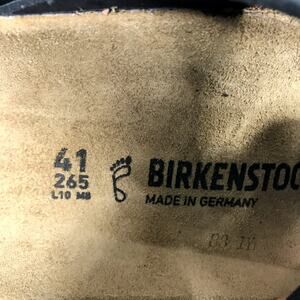 41
265
L10 M8
BIRKENSTOC
MADE IN GERMANY